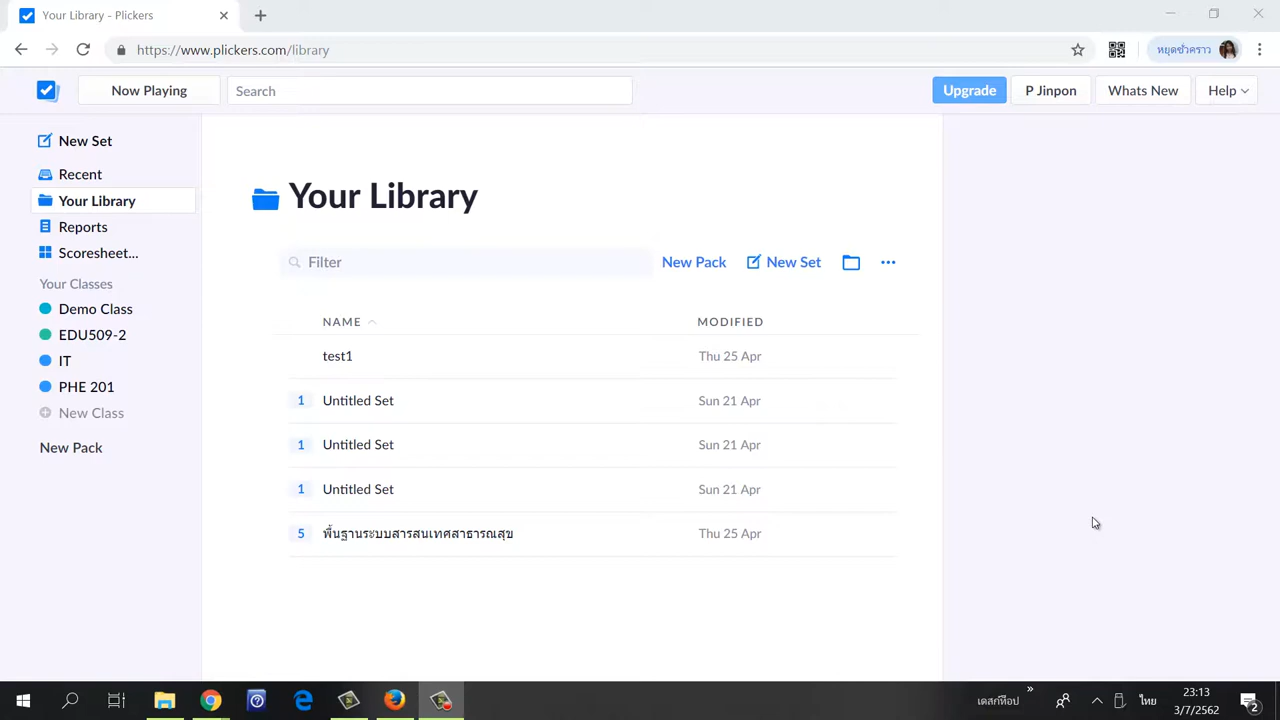 Your Library - Plickers
https://www.plickers.com/library
หยุดชั่วคราว
Now Playing
Search
Upgrade
P Jinpon
Whats New
Help
New Set
Recent
Your Library
Reports
Scoresheet...
Your Classes
Demo Class
EDU509-2
IT
PHE 201
New Class
New Pack
Your Library
Filter
New Pack
New Set
NAME
MODIFIED
test1
Thu 25 Apr
1
Untitled Set
Sun 21 Apr
1
Untitled Set
Sun 21 Apr
1
Untitled Set
Sun 21 Apr
5
พื้นฐานระบบสารสนเทศสาธารณสุข
Thu 25 Apr
เดสก์ท็อป
ไทย
23:13
3/7/2562
2